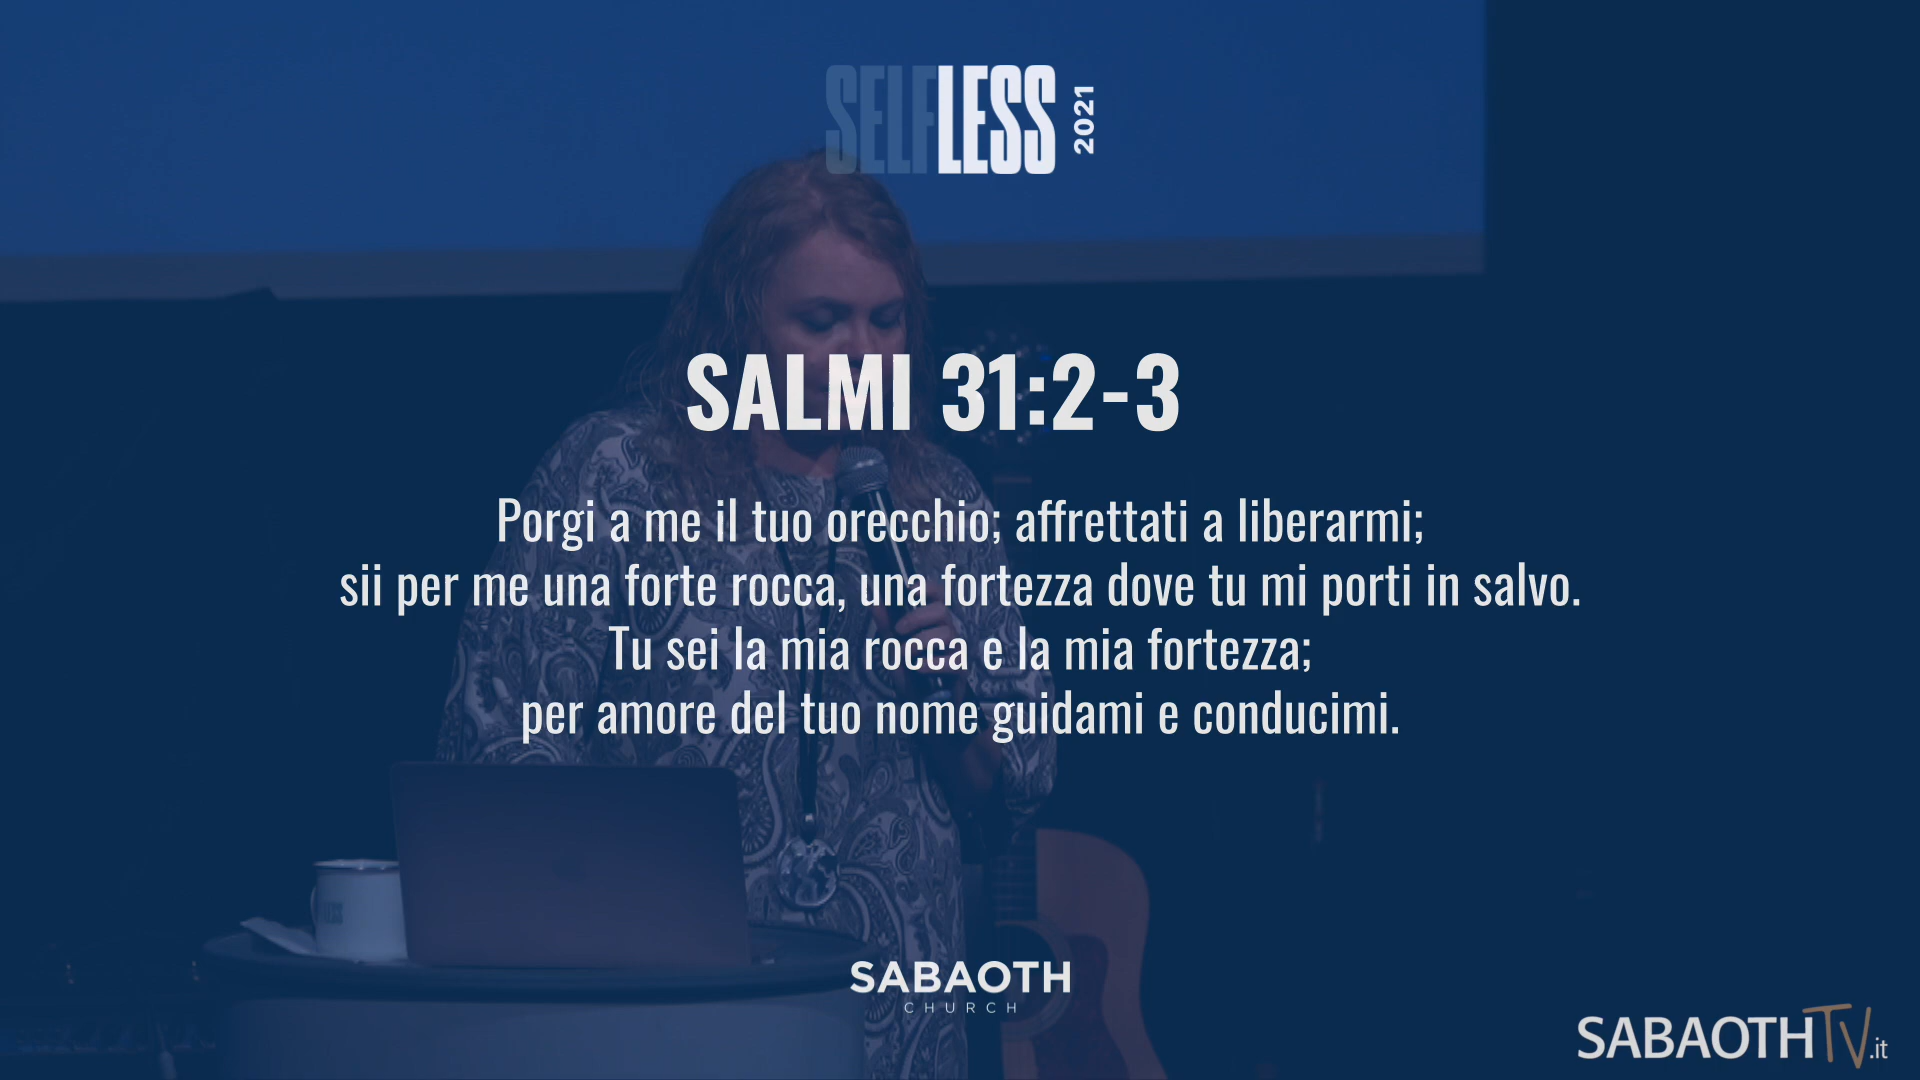 SELFLESS 2021
SALMI 31:2-3
Porgi a me il tuo orecchio; affrettati a liberarmi;
sii per me una forte rocca, una fortezza dove tu mi porti in salvo.
Tu sei la mia rocca e la mia fortezza;
per amore del tuo nome guidami e conducimi.
SABAOTH
CHURCH
SABAOTHTV.it